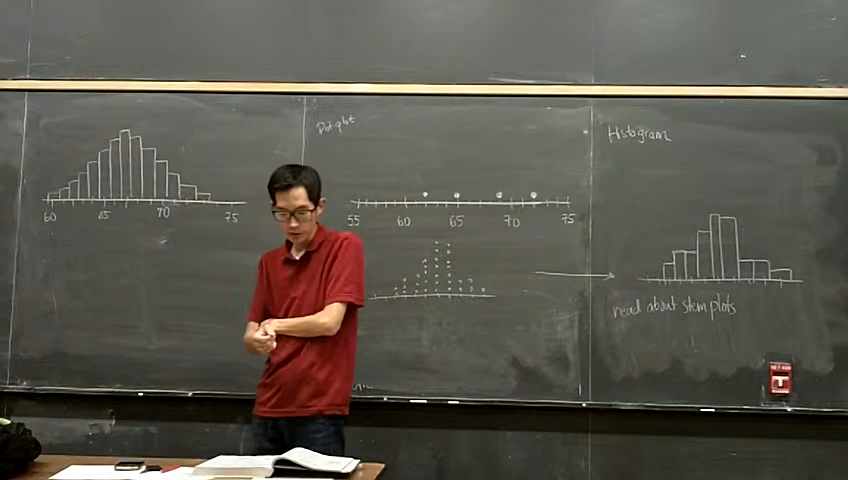 60 65 70 75
Dot plot
55 60 65 70 75
Histogram
read about stem plots